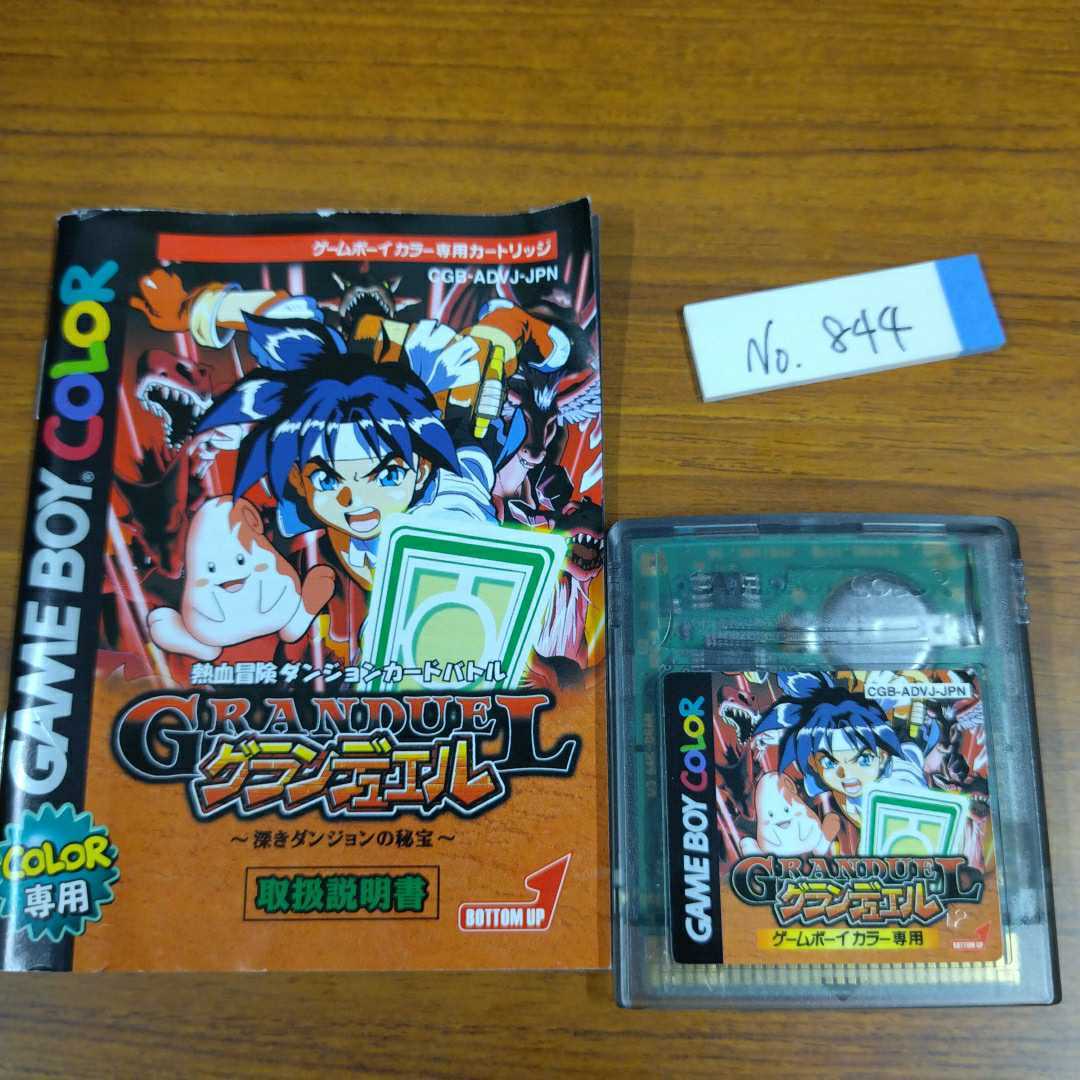 ゲームボーイカラー専用カートリッジ
CGB-ADVJ-JPN
GAME BOY COLOR
熱血冒険ダンジョンカードバトル
GRANDUEL
グランデュエル
～深きダンジョンの秘宝～
取扱説明書
BOTTOM UP
COLOR
専用
No. 844
CGB-ADVJ-JPN
GAME BOY COLOR
GRANDUEL
グランデュエル
12
ゲームボーイカラー専用
BOTTOM UP